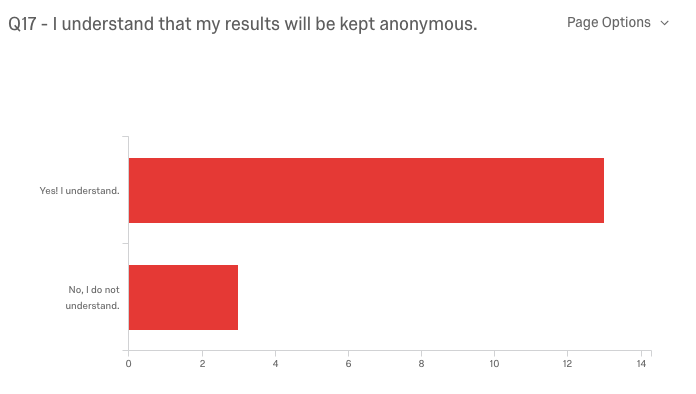 Q17 - I understand that my results will be kept anonymous.
Page Options
Yes! I understand.
No, I do not
understand.
0 2 4 6 8 10 12 14